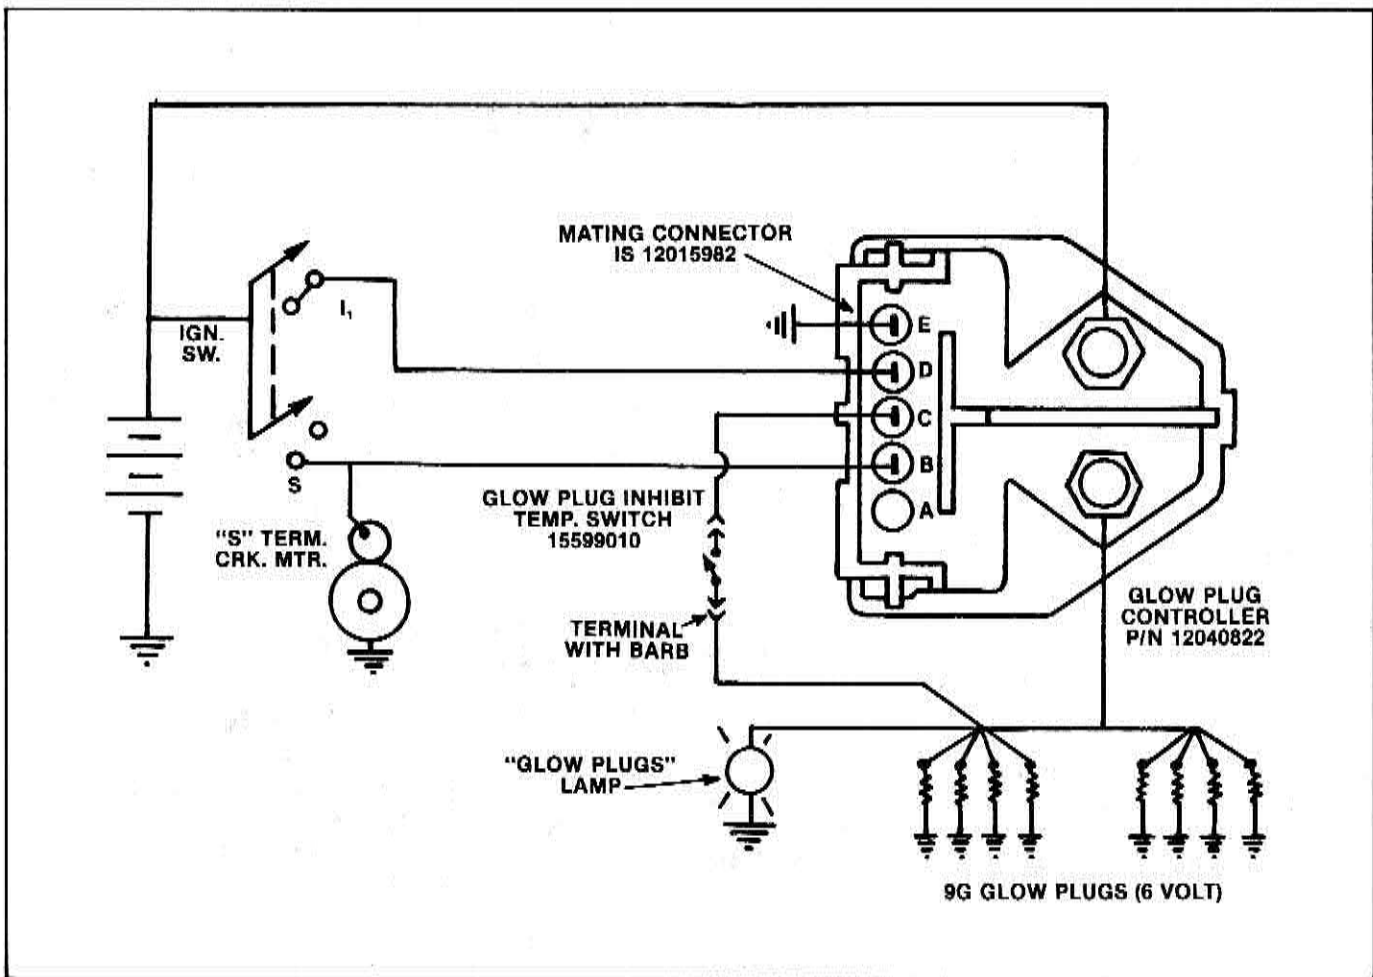 MATING CONNECTOR
IS 12015982
I₁
IGN.
SW.
E
D
C
B
A
S
GLOW PLUG INHIBIT
TEMP. SWITCH
15599010
"S" TERM.
CRK. MTR.
TERMINAL
WITH BARB
GLOW PLUG
CONTROLLER
P/N 12040822
"GLOW PLUGS"
LAMP
9G GLOW PLUGS (6 VOLT)